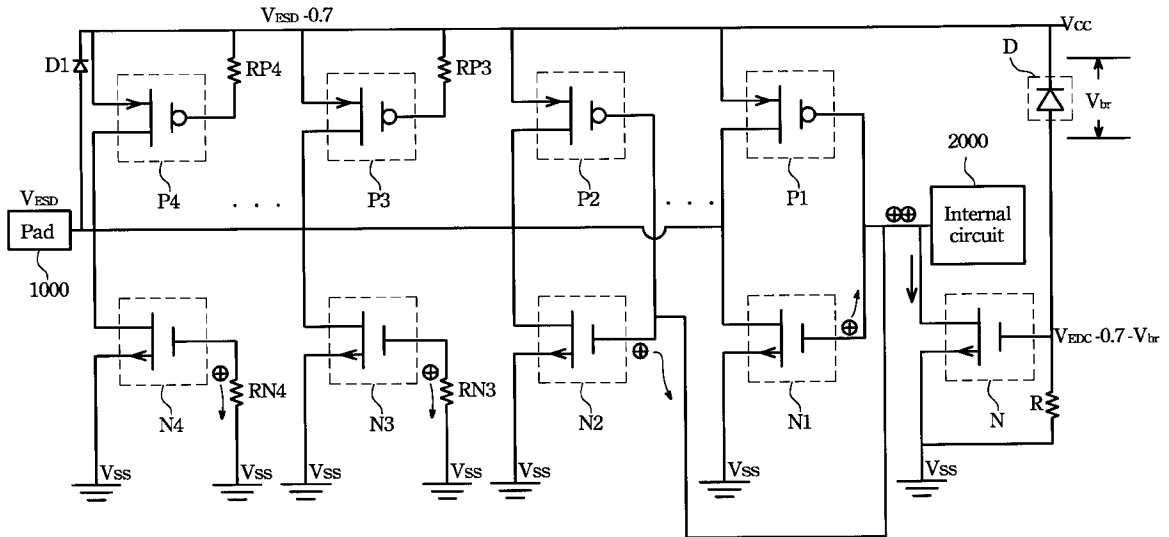 VESD-0.7
VCC
D1
RP4
RP3
D
Vbr
P4
P3
P2
P1
2000
VESD
. . .
. . .
Pad
⊕⊕
Internal
circuit
1000
⊕
⊕
⊕
⊕
VEDC-0.7-Vbr
RN4
RN3
R
N4
N3
N2
N1
N
VSS
VSS
VSS
VSS
VSS
VSS
VSS